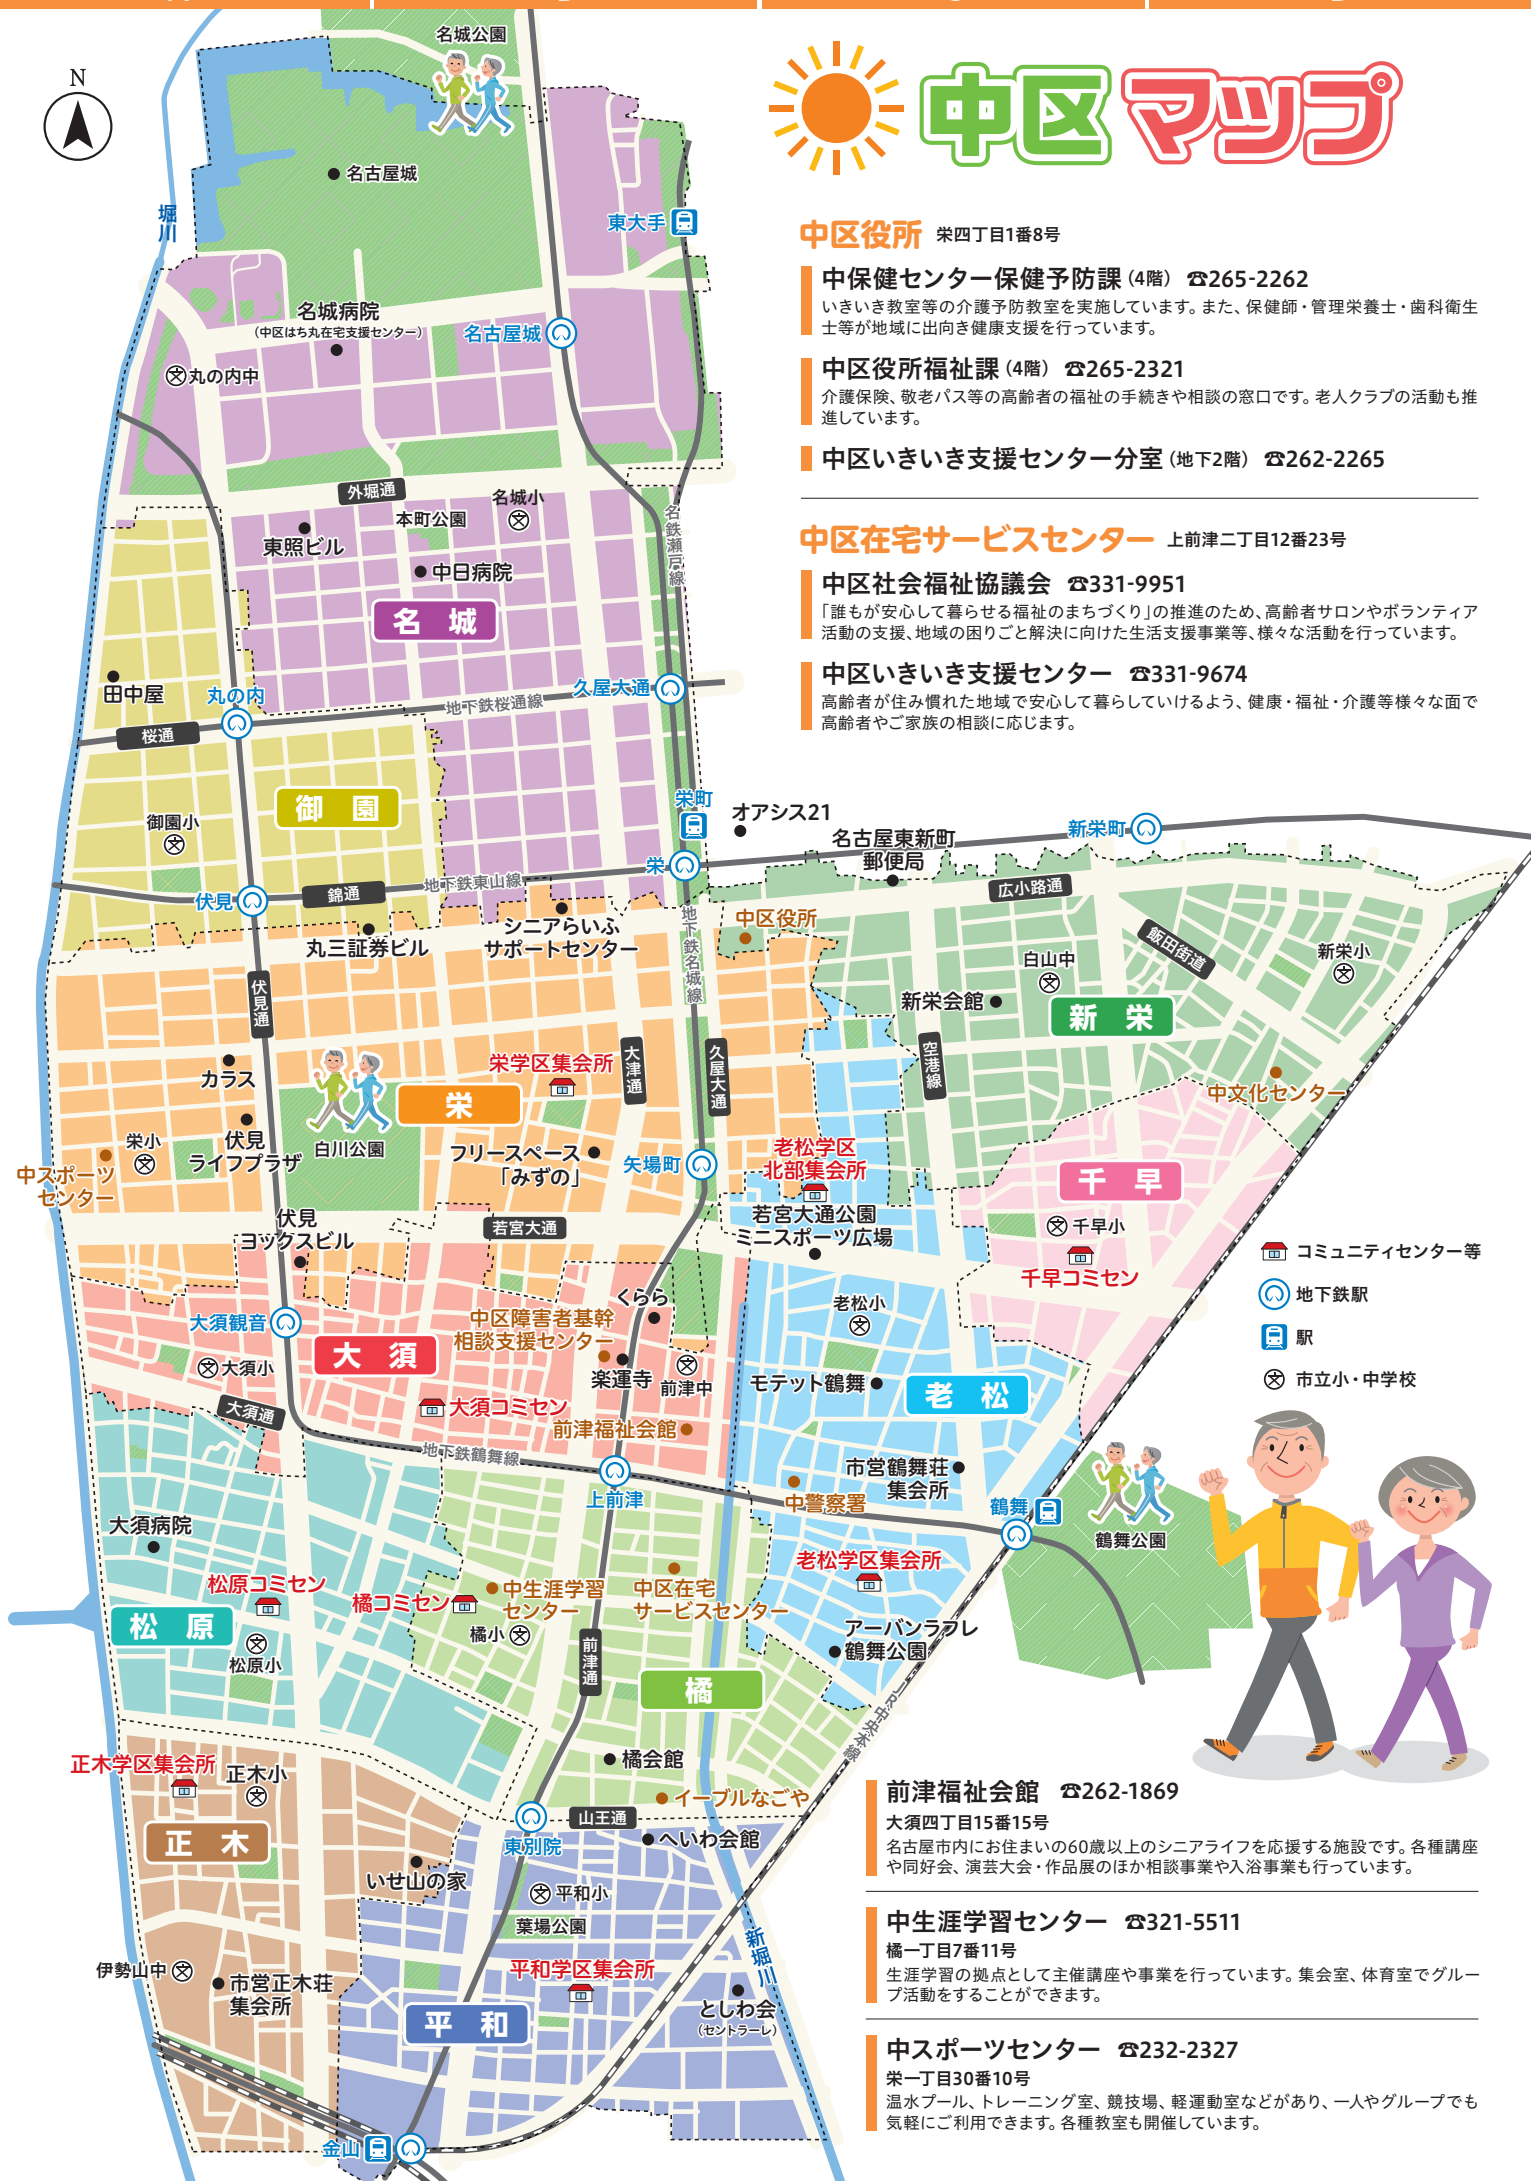 中区マップ
N
名城公園
名古屋城
堀川
東大手
名城病院
（中区はち丸在宅支援センター）
名古屋城
丸の内中
外堀通
名城小
本町公園
東照ビル
中日病院
名鉄瀬戸線
名 城
田中屋
丸の内
久屋大通
地下鉄桜通線
桜通
御 園
御園小
栄町
オアシス21
名古屋東新町
郵便局
新栄町
栄
地下鉄東山線
錦通
伏見
広小路通
丸三証券ビル
シニアらいふ
サポートセンター
地下鉄名城線
中区役所
飯田街道
新栄小
白山中
新栄会館
新 栄
伏見通
大津通
久屋大通
空港線
カラス
栄学区集会所
中文化センター
栄
伏見
ライフプラザ
白川公園
栄小
中スポーツ
センター
フリースペース
「みずの」
矢場町
老松学区
北部集会所
千 早
千早小
千早コミセン
若宮大通公園
ミニスポーツ広場
若宮大通
伏見
ヨックスビル
くらら
中区障害者基幹
相談支援センター
大須観音
大 須
大須小
楽運寺
前津中
老松小
モテット鶴舞
老 松
大須通
大須コミセン
前津福祉会館
地下鉄鶴舞線
上前津
市営鶴舞荘
集会所
中警察署
鶴舞
鶴舞公園
大須病院
松原コミセン
松 原
松原小
橘コミセン
中生涯学習
センター
橘小
中区在宅
サービスセンター
老松学区集会所
アーバンラフレ
鶴舞公園
前津通
橘
JR中央本線
橘会館
イーブルなごや
正木学区集会所
正木小
正 木
東別院
山王通
へいわ会館
いせ山の家
平和小
葉場公園
新堀川
伊勢山中
市営正木荘
集会所
平和学区集会所
平 和
としわ会
（セントラーレ）
金山
中区役所 栄四丁目1番8号
中保健センター保健予防課（4階） ☎265-2262
いきいき教室等の介護予防教室を実施しています。また、保健師・管理栄養士・歯科衛生
士等が地域に出向き健康支援を行っています。
中区役所福祉課（4階） ☎265-2321
介護保険、敬老パス等の高齢者の福祉の手続きや相談の窓口です。老人クラブの活動も推
進しています。
中区いきいき支援センター分室（地下2階） ☎262-2265
中区在宅サービスセンター 上前津二丁目12番23号
中区社会福祉協議会 ☎331-9951
「誰もが安心して暮らせる福祉のまちづくり」の推進のため、高齢者サロンやボランティア
活動の支援、地域の困りごと解決に向けた生活支援事業等、様々な活動を行っています。
中区いきいき支援センター ☎331-9674
高齢者が住み慣れた地域で安心して暮らしていけるよう、健康・福祉・介護等様々な面で
高齢者やご家族の相談に応じます。
コミュニティセンター等
地下鉄駅
駅
市立小・中学校
前津福祉会館 ☎262-1869
大須四丁目15番15号
名古屋市内にお住まいの60歳以上のシニアライフを応援する施設です。各種講座
や同好会、演芸大会・作品展のほか相談事業や入浴事業も行っています。
中生涯学習センター ☎321-5511
橘一丁目7番11号
生涯学習の拠点として主催講座や事業を行っています。集会室、体育室でグルー
プ活動をすることができます。
中スポーツセンター ☎232-2327
栄一丁目30番10号
温水プール、トレーニング室、競技場、軽運動室などがあり、一人やグループでも
気軽にご利用できます。各種教室も開催しています。